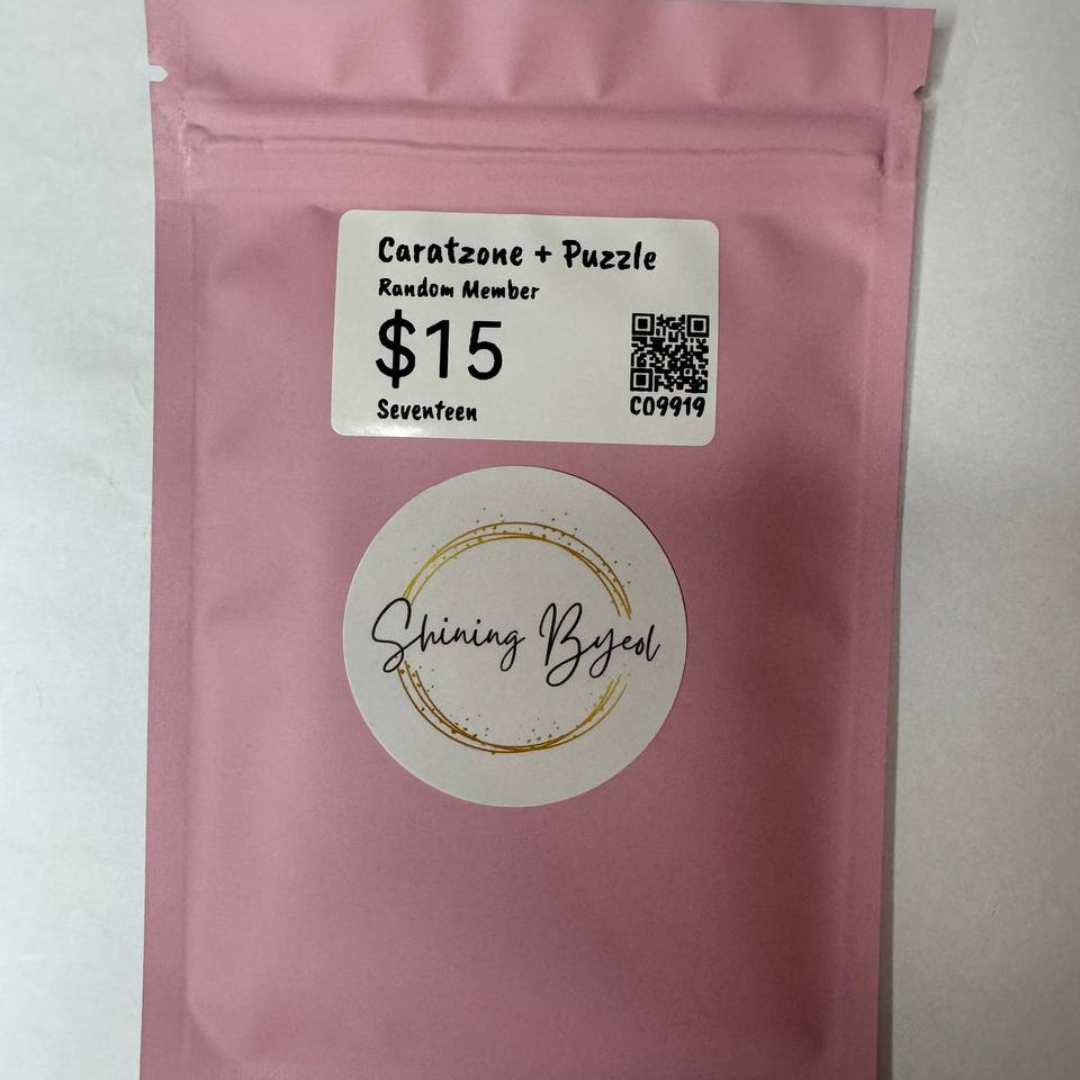 Caratzone + Puzzle
Random Member
$15
Seventeen
C09919
Shining Byeol